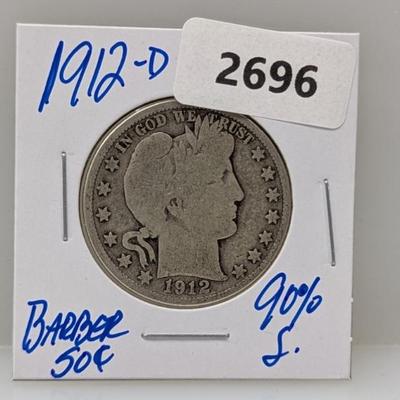 1912-D
2696
IN GOD WE TRUST
1912
BARBER
50¢
90%
S.